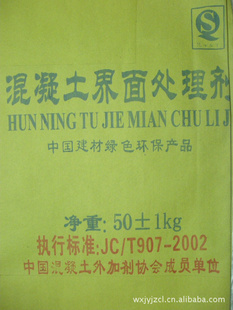 混凝土界面处理剂
HUN NING TU JIE MIAN CHU LI J
中国建材绿色环保产品
净重: 50±1kg
执行标准: JC/T907-2002
中国混凝土外加剂协会成员单位
wxjyjzcl.cn.alibaba.com